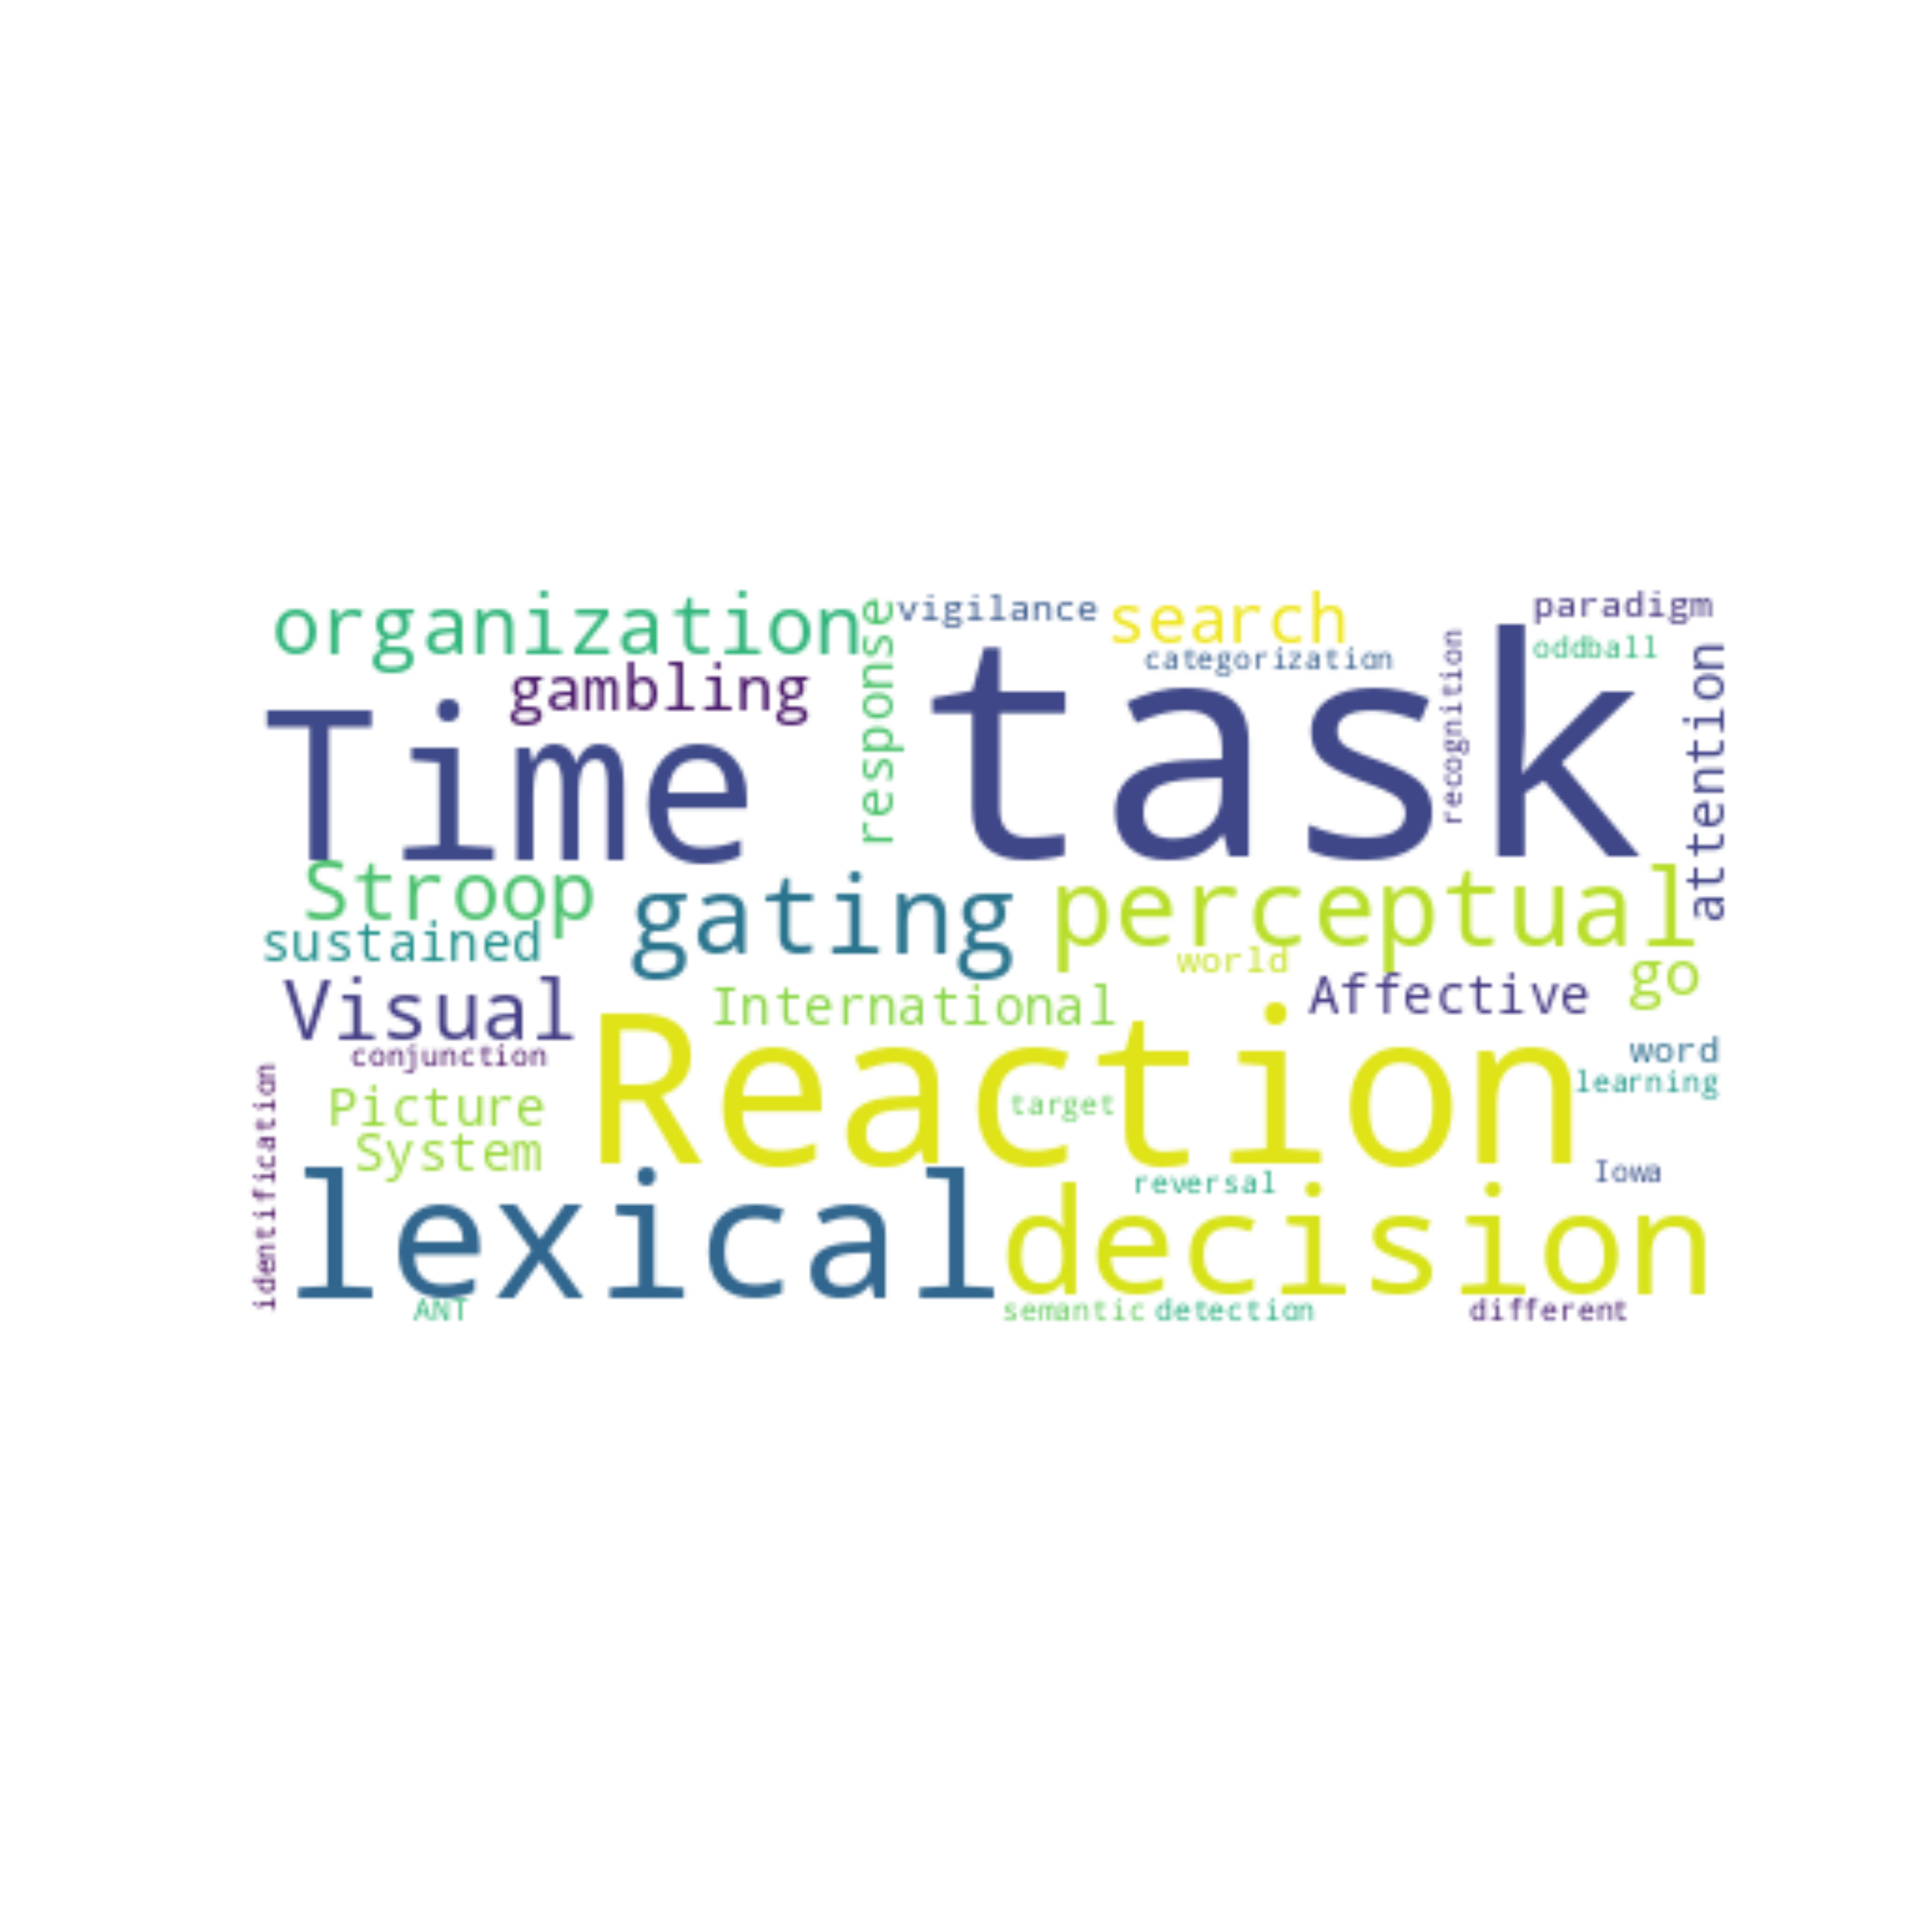 organization
response
vigilance
search
paradigm
categorization
oddball
gambling
recognition
attention
Time
task
Stroop
gating
perceptual
sustained
world
go
Visual
International
Affective
conjunction
Reaction
word
learning
identification
Picture
target
System
reversal
Iowa
lexical
decision
ANT
semantic
detection
different